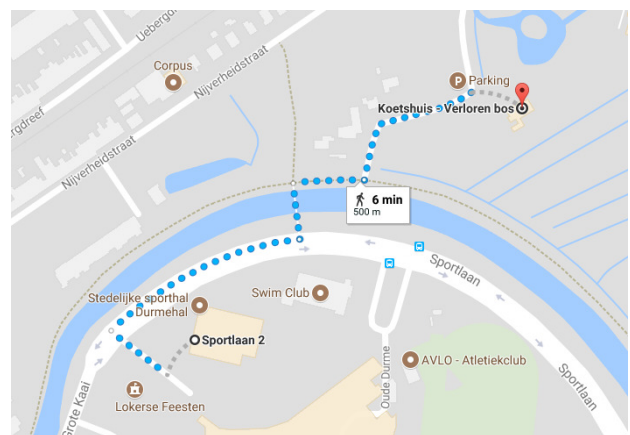 Uebergdreef
Corpus
Nijverheidstraat
bergdreef
Parking
Koetshuis - Verloren bos
Nijverheidstraat
6 min
500 m
Sportlaan
Stedelijke sporthal
Durmehal
Swim Club
Sportlaan 2
AVLO - Atletiekclub
Oude Durme
Sportlaan
Lokerse Feesten
Grote Kaai